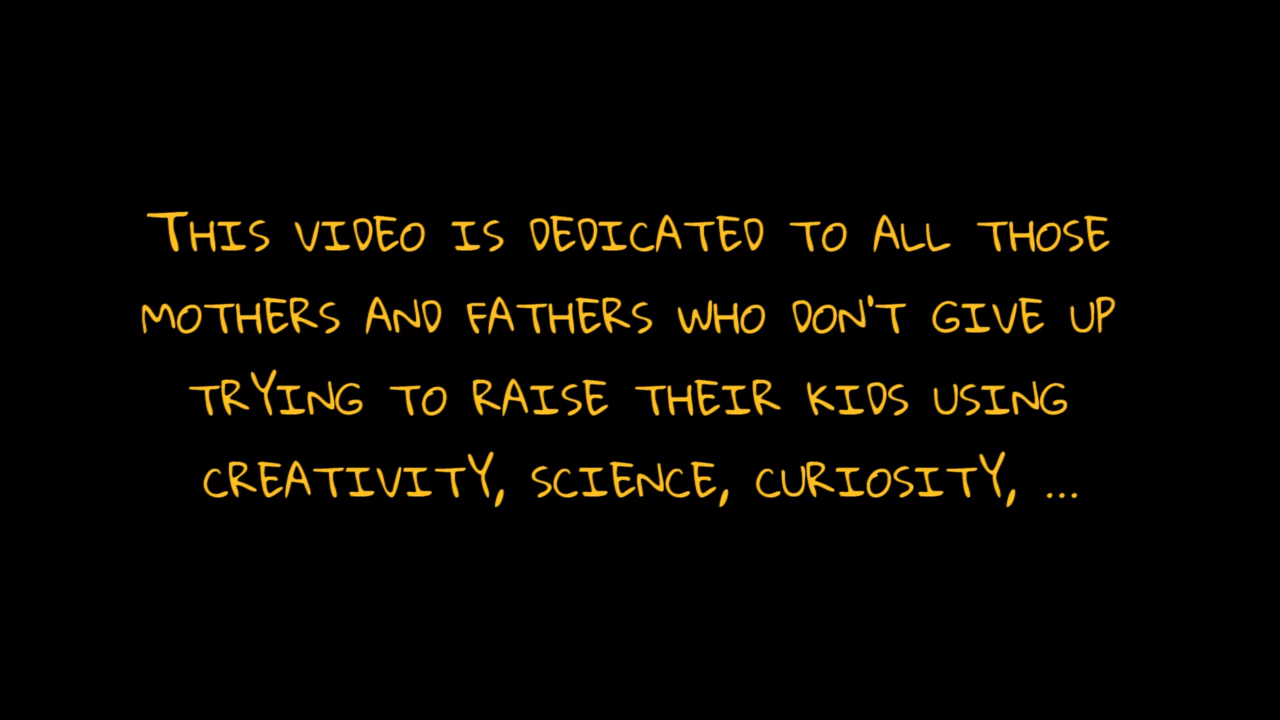 This video is dedicated to all those
mothers and fathers who don't give up
trying to raise their kids using
creativity, science, curiosity, ...